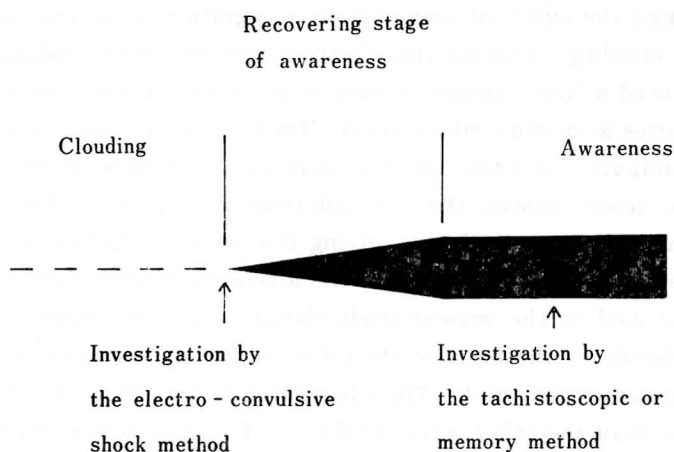 Recovering stage
of awareness
Clouding
Awareness
Investigation by
the electro-convulsive
shock method
Investigation by
the tachistoscopic or
memory method